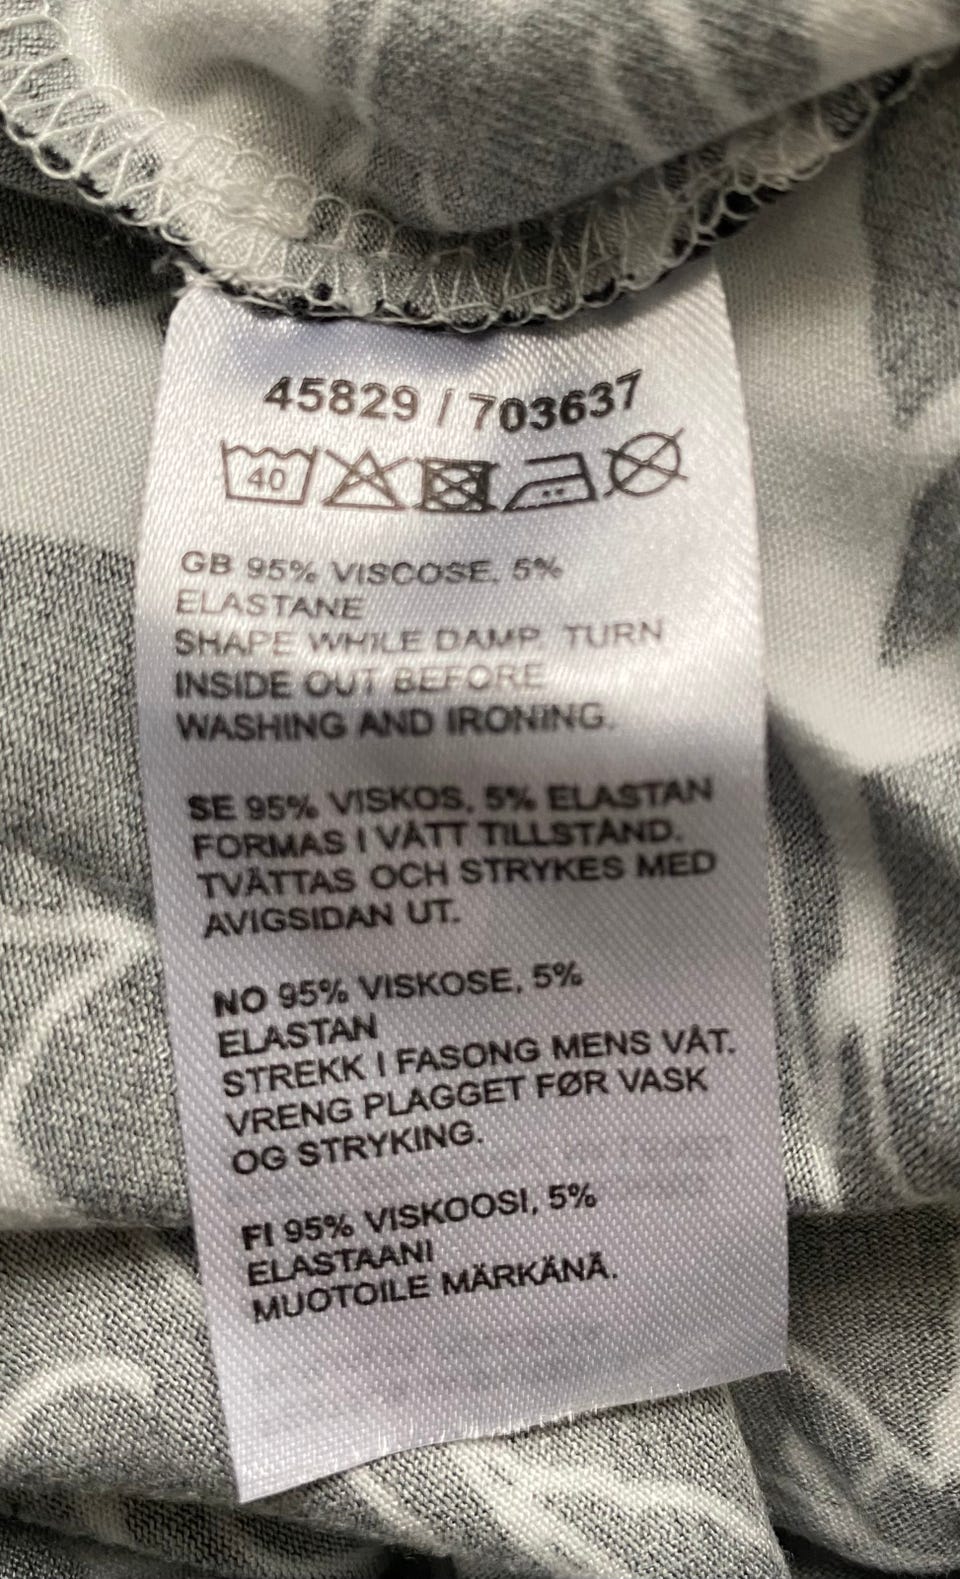 45829 / 703637
40
GB 95% VISCOSE, 5%
ELASTANE
SHAPE WHILE DAMP. TURN
INSIDE OUT BEFORE
WASHING AND IRONING.
SE 95% VISKOS, 5% ELASTAN
FORMAS I VÅTT TILLSTÅND.
TVÄTTAS OCH STRYKES MED
AVIGSIDAN UT.
NO 95% VISKOSE, 5%
ELASTAN
STREKK I FASONG MENS VÅT.
VRENG PLAGGET FØR VASK
OG STRYKING.
FI 95% VISKOOSI, 5%
ELASTAANI
MUOTOILE MÄRKÄNÄ.